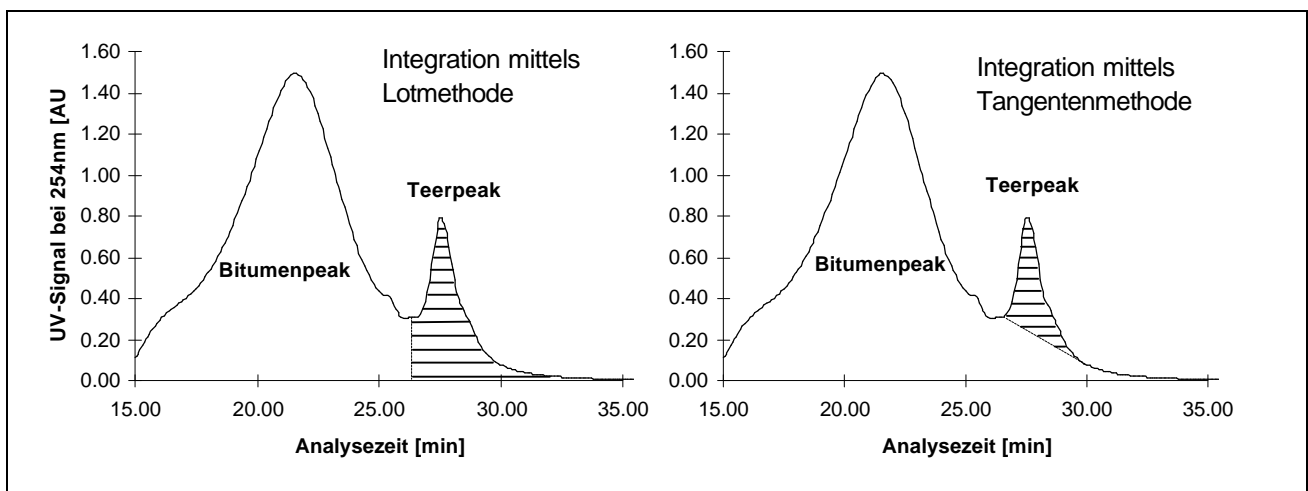 Integration mittels
Lotmethode
UV-Signal bei 254nm [AU
1.60
1.40
1.20
1.00
0.80
0.60
0.40
0.20
0.00
Teerpeak
Bitumenpeak
15.00 20.00 25.00 30.00 35.00
Analysezeit [min]
Integration mittels
Tangentenmethode
1.60
1.40
1.20
1.00
0.80
0.60
0.40
0.20
0.00
Teerpeak
Bitumenpeak
15.00 20.00 25.00 30.00 35.00
Analysezeit [min]